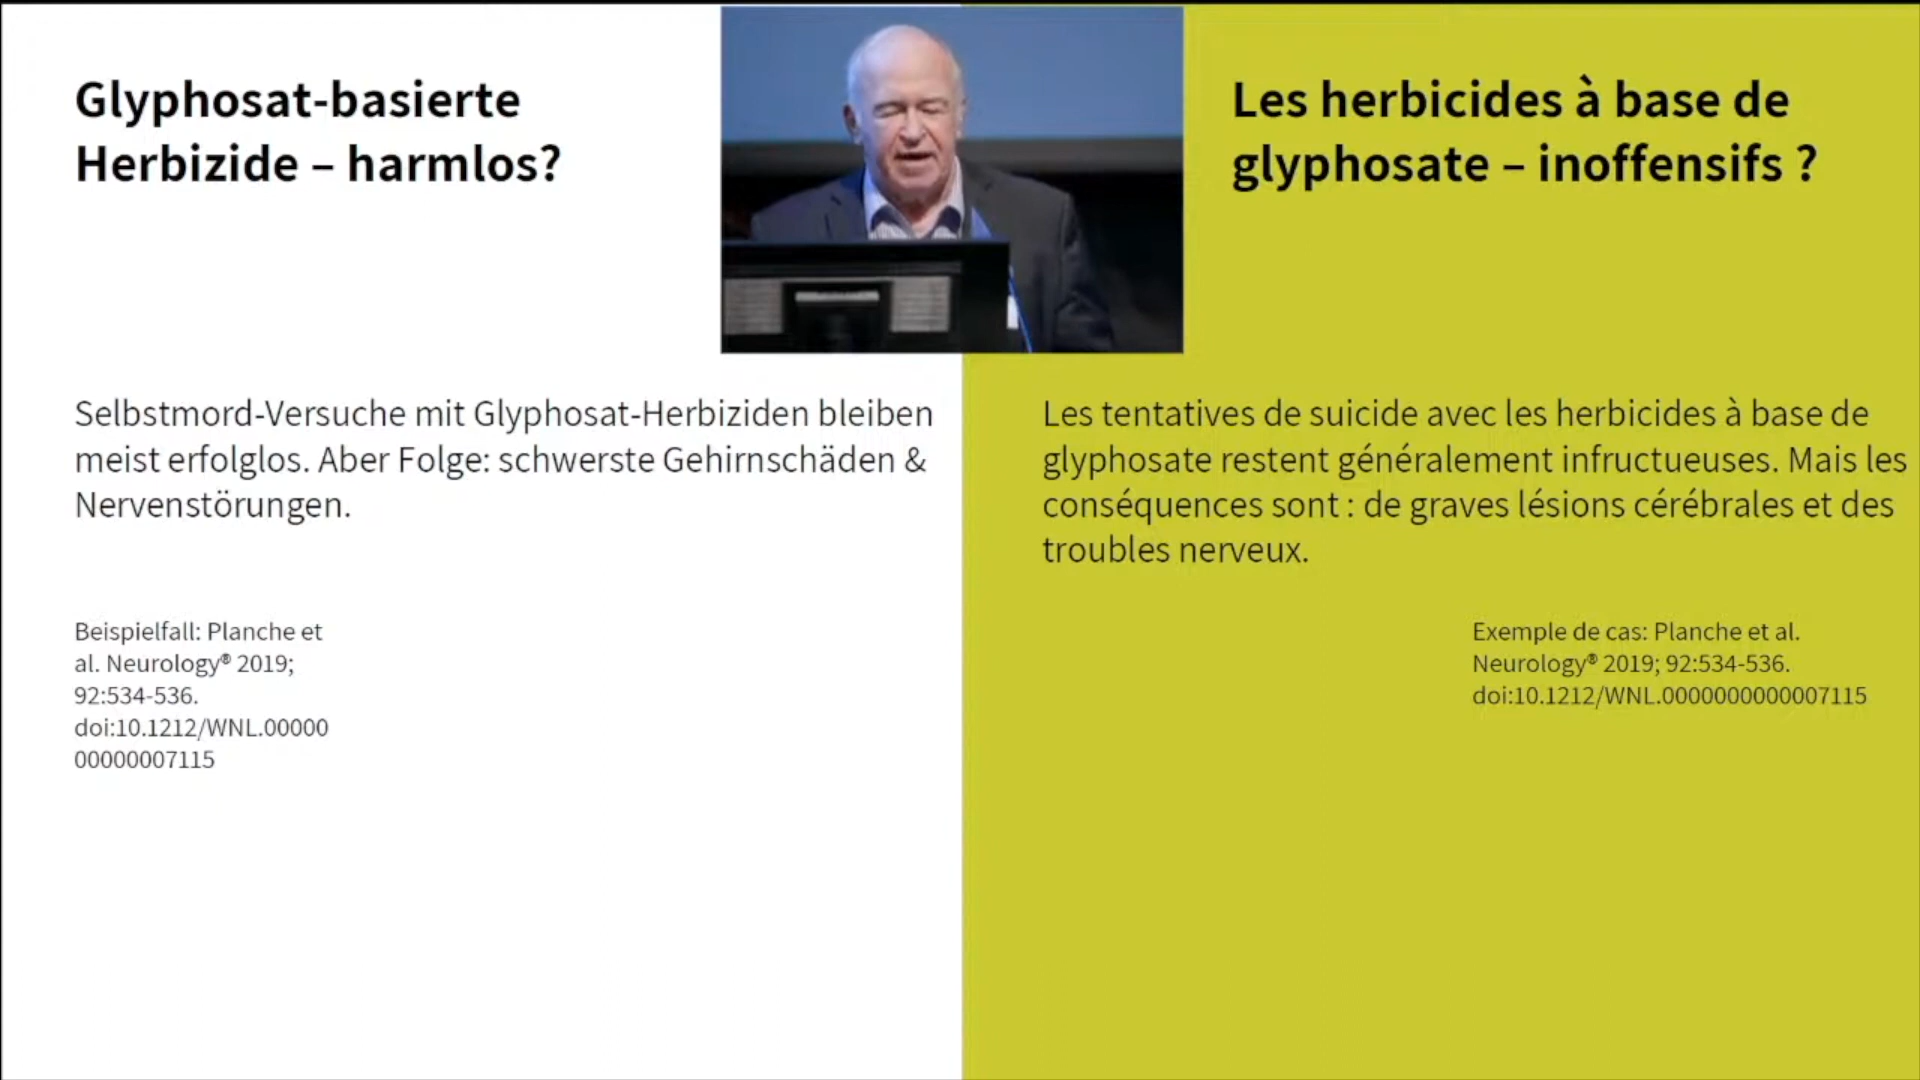 Glyphosat-basierte
Herbizide – harmlos?
Selbstmord-Versuche mit Glyphosat-Herbiziden bleiben
meist erfolglos. Aber Folge: schwerste Gehirnschäden &
Nervenstörungen.
Beispielfall: Planche et
al. Neurology® 2019;
92:534-536.
doi:10.1212/WNL.00000
00000007115
Les herbicides à base de
glyphosate – inoffensifs ?
Les tentatives de suicide avec les herbicides à base de
glyphosate restent généralement infructueuses. Mais les
conséquences sont : de graves lésions cérébrales et des
troubles nerveux.
Exemple de cas: Planche et al.
Neurology® 2019; 92:534-536.
doi:10.1212/WNL.0000000000007115